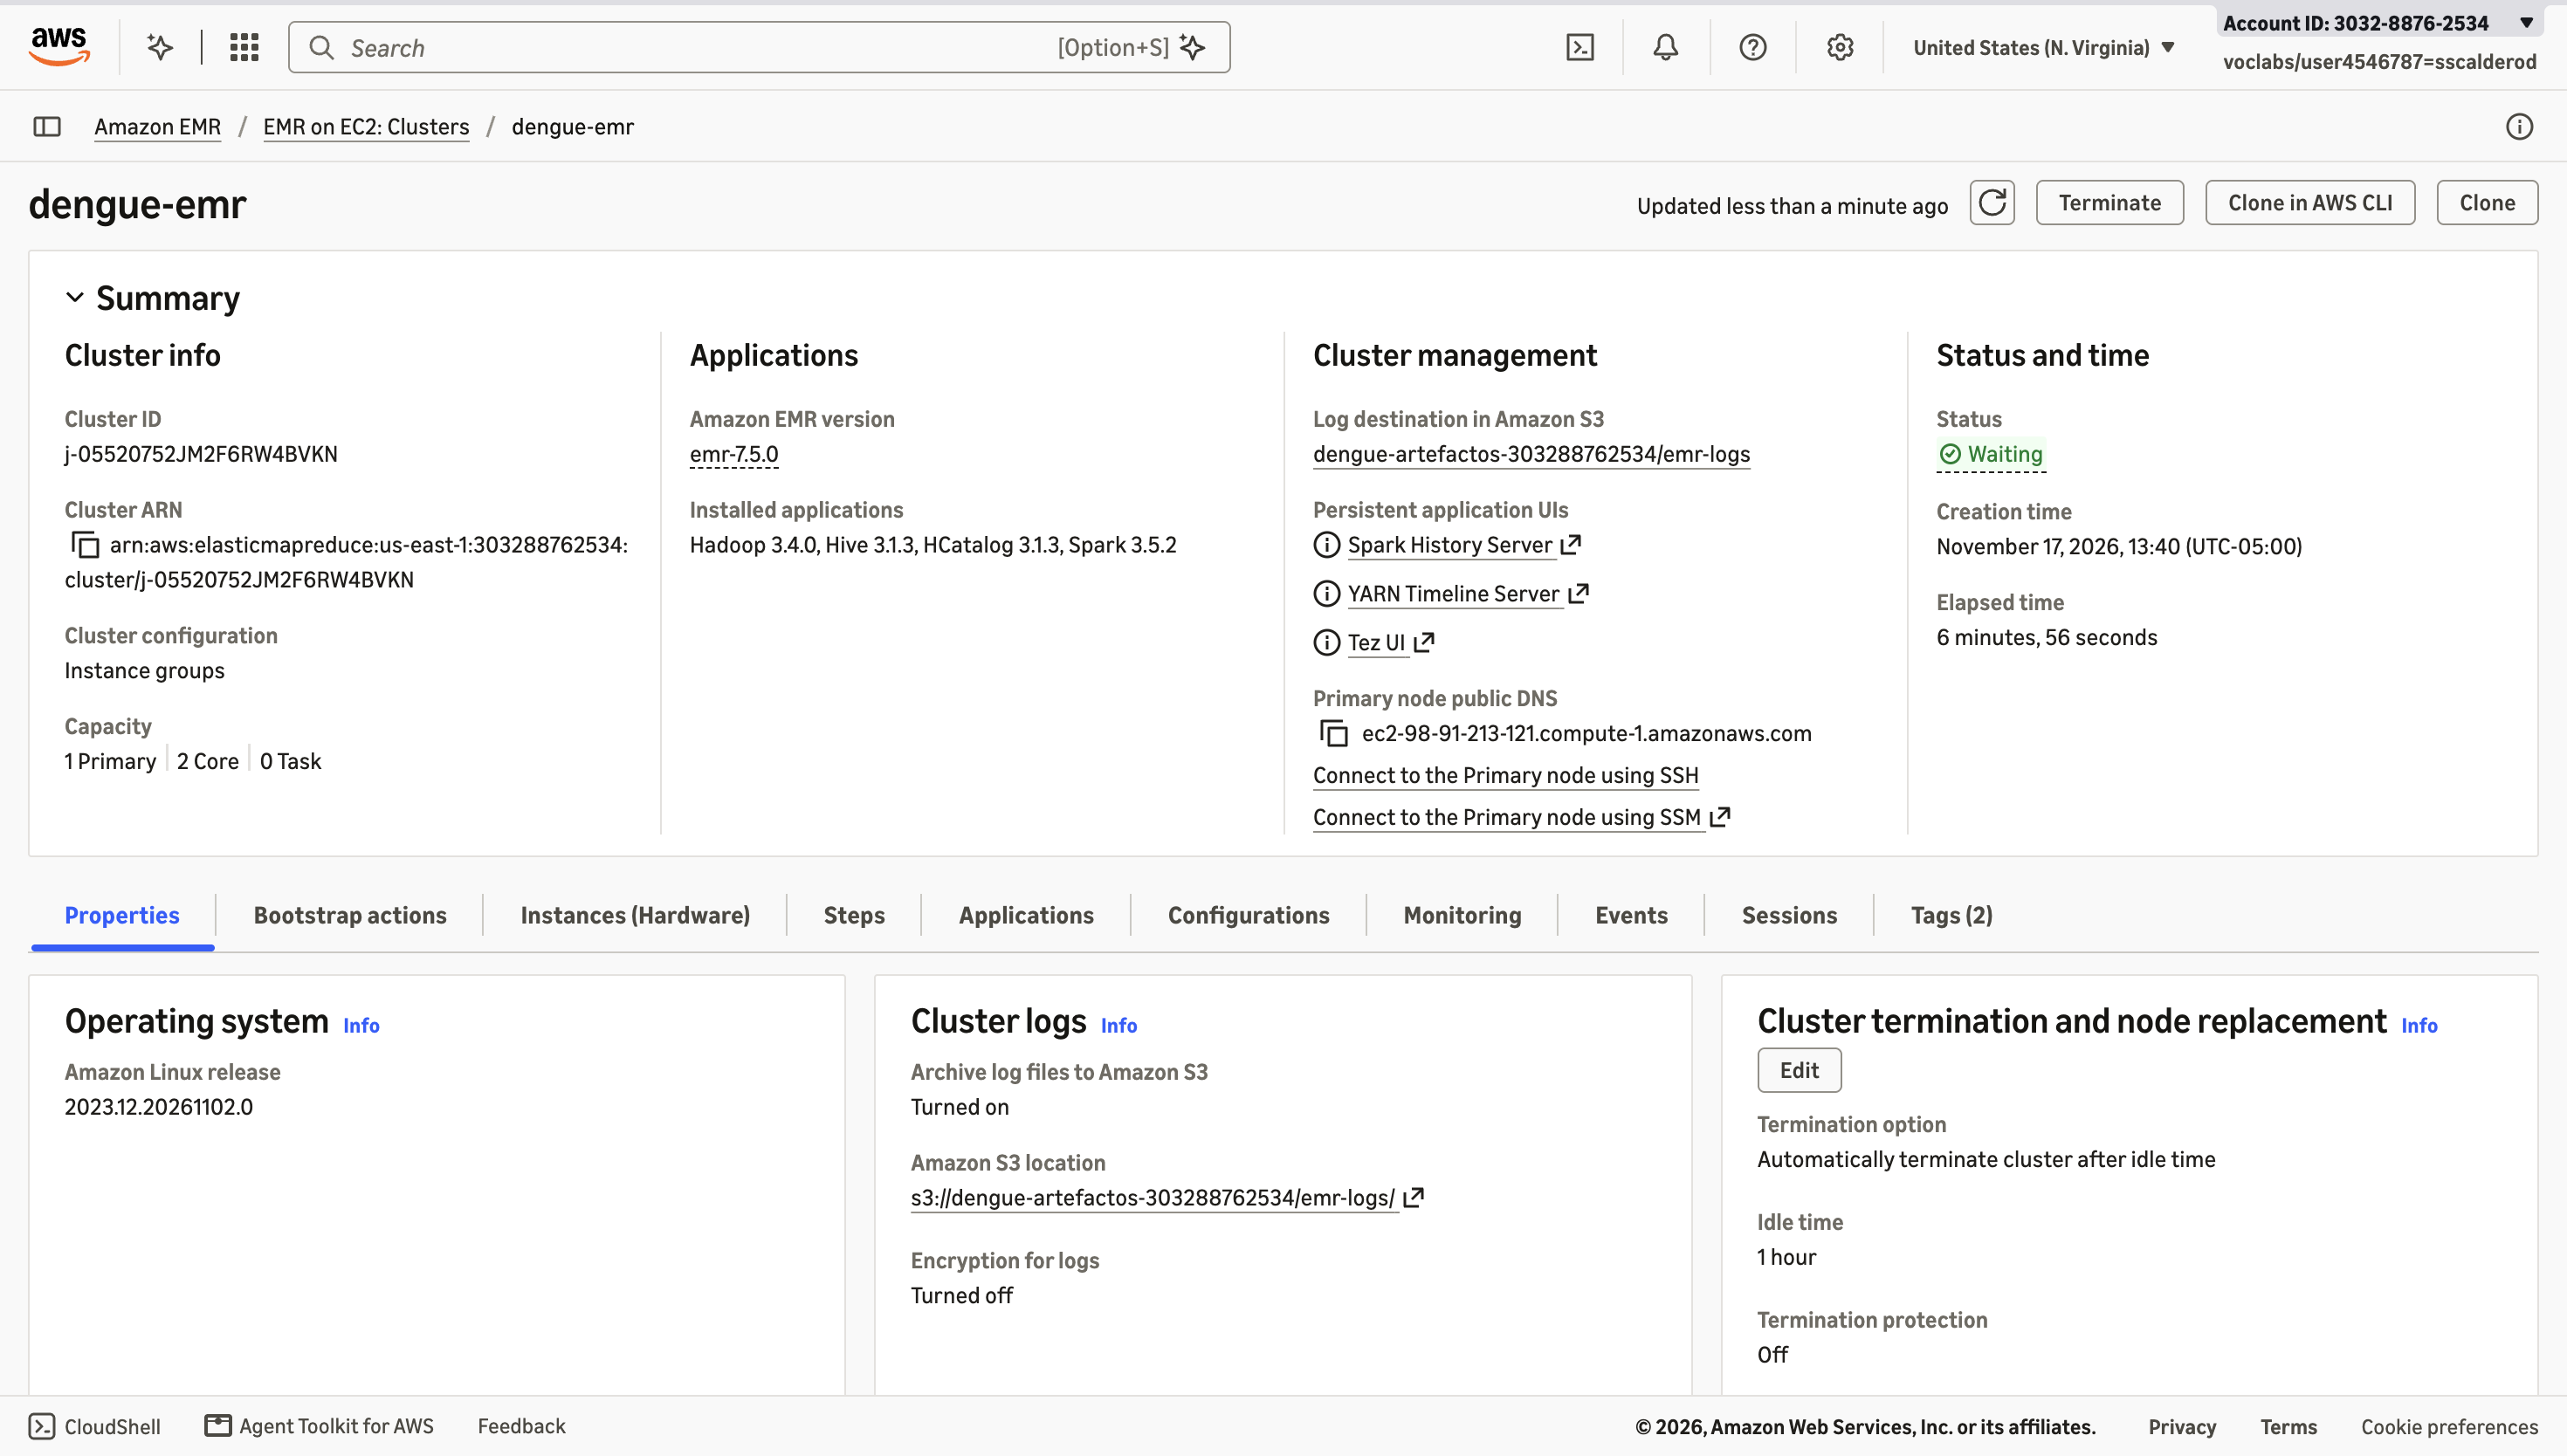 aws
Search
[Option+S]
United States (N. Virginia)
Account ID: 3032-8876-2534
voclabs/user4546787=sscalderod
Amazon EMR / EMR on EC2: Clusters / dengue-emr
dengue-emr
Updated less than a minute ago
Terminate
Clone in AWS CLI
Clone
Summary
Cluster info
Cluster ID
j-05520752JM2F6RW4BVKN
Cluster ARN
arn:aws:elasticmapreduce:us-east-1:303288762534:
cluster/j-05520752JM2F6RW4BVKN
Cluster configuration
Instance groups
Capacity
1 Primary | 2 Core | 0 Task
Applications
Amazon EMR version
emr-7.5.0
Installed applications
Hadoop 3.4.0, Hive 3.1.3, HCatalog 3.1.3, Spark 3.5.2
Cluster management
Log destination in Amazon S3
dengue-artefactos-303288762534/emr-logs
Persistent application UIs
Spark History Server
YARN Timeline Server
Tez UI
Primary node public DNS
ec2-98-91-213-121.compute-1.amazonaws.com
Connect to the Primary node using SSH
Connect to the Primary node using SSM
Status and time
Status
Waiting
Creation time
November 17, 2026, 13:40 (UTC-05:00)
Elapsed time
6 minutes, 56 seconds
Properties
Bootstrap actions
Instances (Hardware)
Steps
Applications
Configurations
Monitoring
Events
Sessions
Tags (2)
Operating system Info
Amazon Linux release
2023.12.20261102.0
Cluster logs Info
Archive log files to Amazon S3
Turned on
Amazon S3 location
s3://dengue-artefactos-303288762534/emr-logs/
Encryption for logs
Turned off
Cluster termination and node replacement Info
Edit
Termination option
Automatically terminate cluster after idle time
Idle time
1 hour
Termination protection
Off
CloudShell
Agent Toolkit for AWS
Feedback
© 2026, Amazon Web Services, Inc. or its affiliates.
Privacy
Terms
Cookie preferences